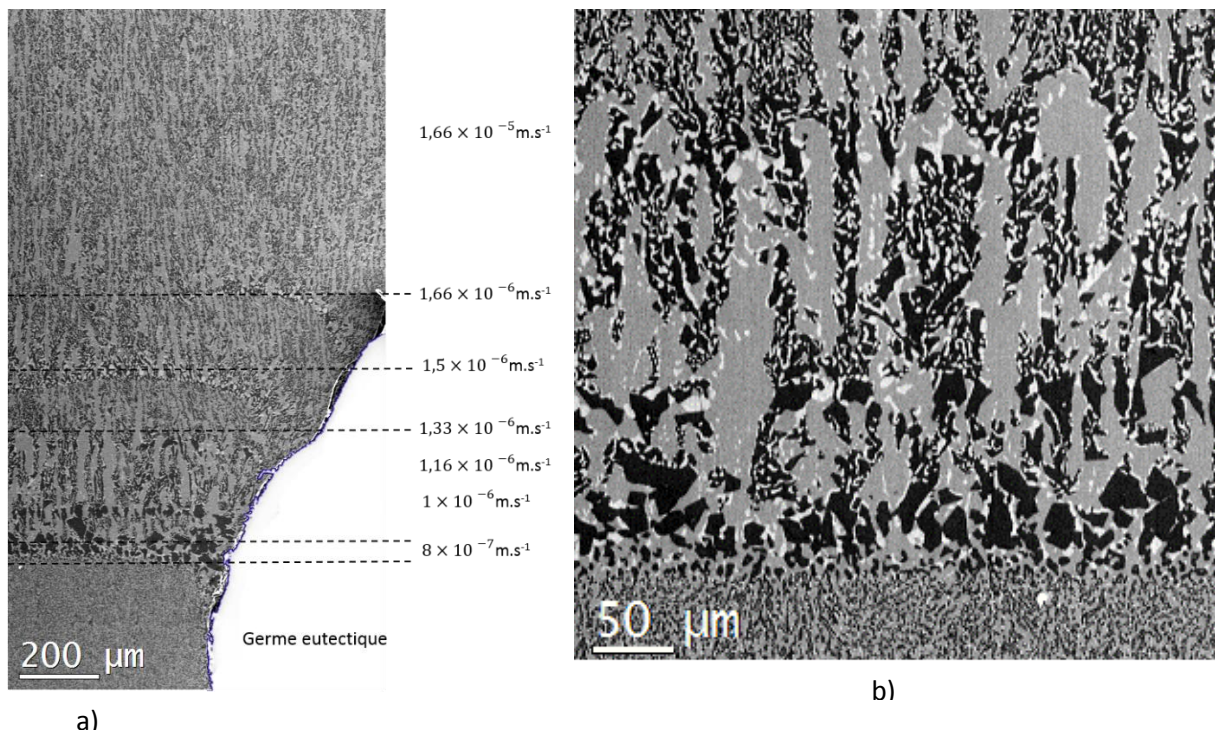 1,66 × 10 ⁻⁵m.s⁻¹
1,66 × 10 ⁻⁶m.s⁻¹
1,5 × 10 ⁻⁶m.s⁻¹
1,33 × 10 ⁻⁶m.s⁻¹
1,16 × 10 ⁻⁶m.s⁻¹
1 × 10 ⁻⁶m.s⁻¹
8 × 10 ⁻⁷m.s⁻¹
Germe eutectique
200 µm
a)
50 µm
b)